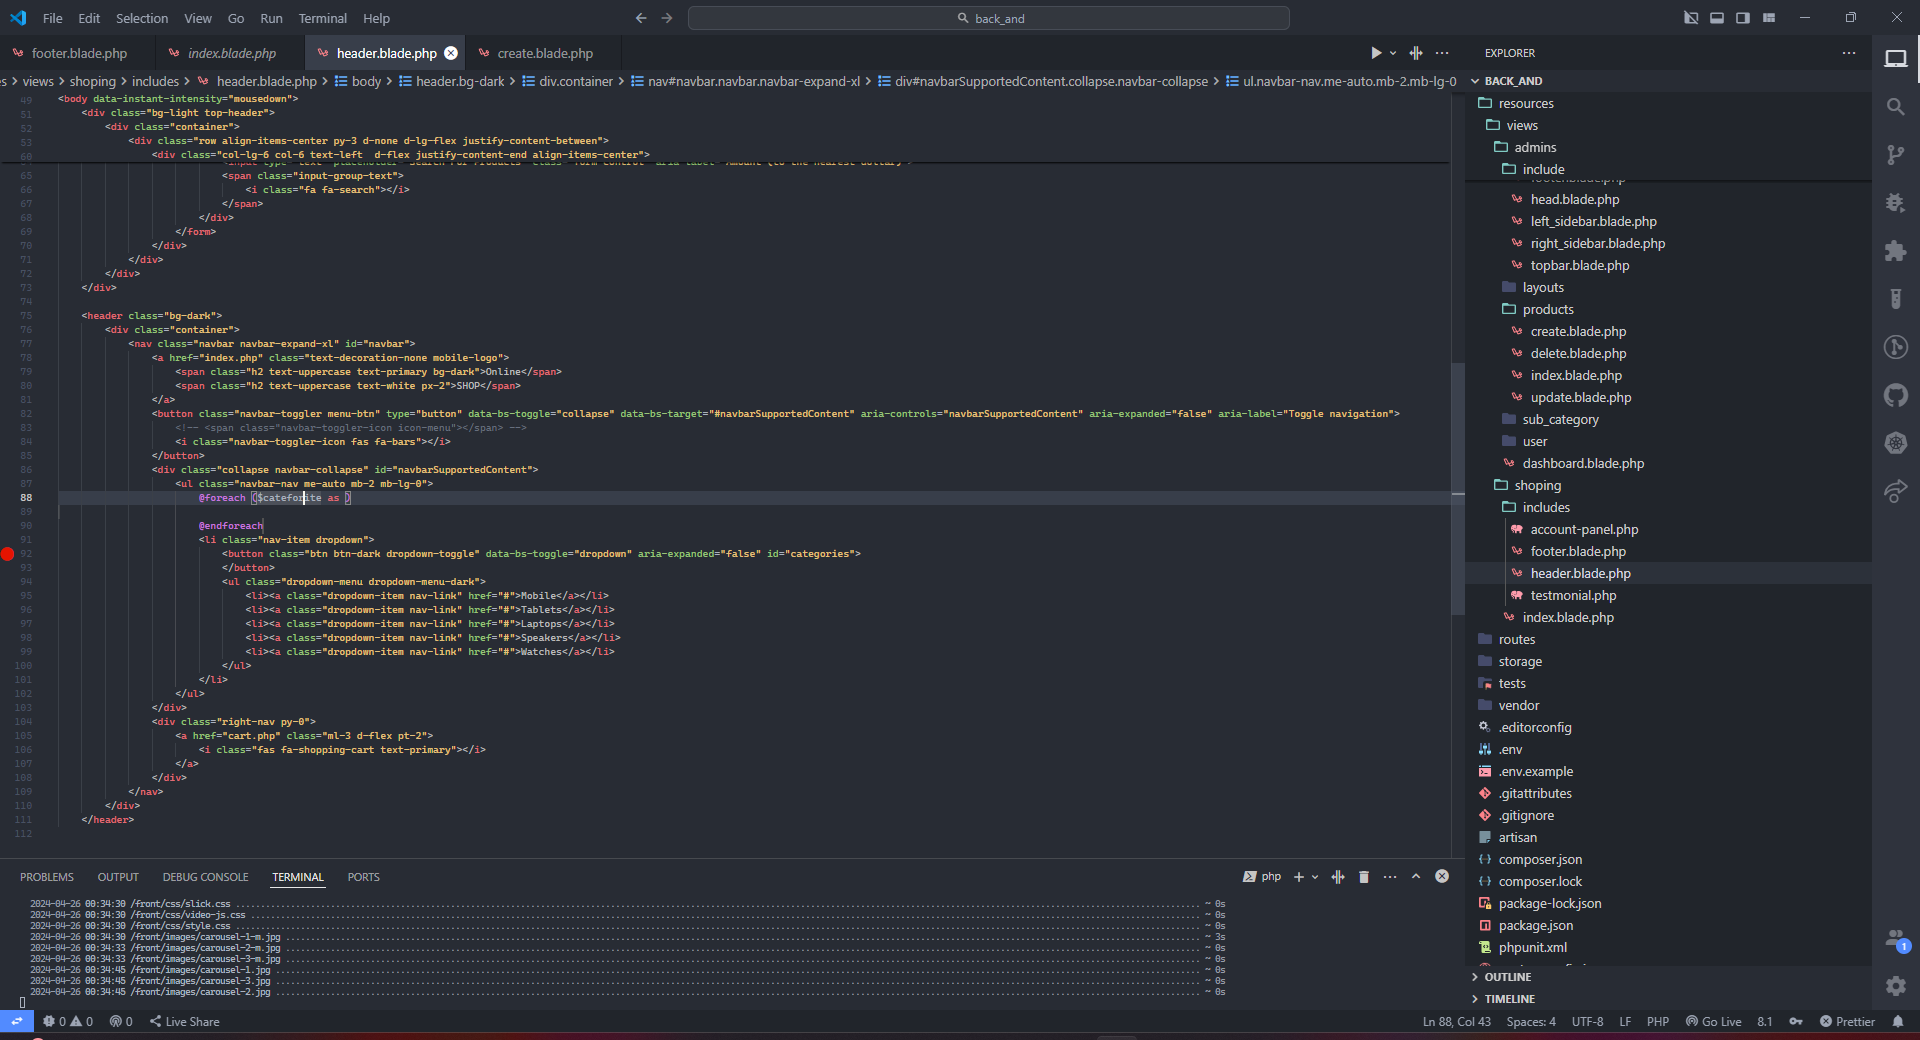 File Edit Selection View Go Run Terminal Help
back_and
footer.blade.php index.blade.php header.blade.php create.blade.php
s > views > shoping > includes > header.blade.php > body > header.bg-dark > div.container > nav#navbar.navbar.navbar-expand-xl > div#navbarSupportedContent.collapse.navbar-collapse > ul.navbar-nav.me-auto.mb-2.mb-lg-0
49 <body data-instant-intensity="mousedown">
51 <div class="bg-light top-header">
52 <div class="container">
53 <div class="row align-items-center py-3 d-none d-lg-flex justify-content-between">
60 <div class="col-lg-6 col-6 text-left  d-flex justify-content-end align-items-center">
65 <span class="input-group-text">
66 <i class="fa fa-search"></i>
67 </span>
68 </div>
69 </form>
70 </div>
71 </div>
72 </div>
73 </div>
74
75 <header class="bg-dark">
76 <div class="container">
77 <nav class="navbar navbar-expand-xl" id="navbar">
78 <a href="index.php" class="text-decoration-none mobile-logo">
79 <span class="h2 text-uppercase text-primary bg-dark">Online</span>
80 <span class="h2 text-uppercase text-white px-2">SHOP</span>
81 </a>
82 <button class="navbar-toggler menu-btn" type="button" data-bs-toggle="collapse" data-bs-target="#navbarSupportedContent" aria-controls="navbarSupportedContent" aria-expanded="false" aria-label="Toggle navigation">
83 <!-- <span class="navbar-toggler-icon icon-menu"></span> -->
84 <i class="navbar-toggler-icon fas fa-bars"></i>
85 </button>
86 <div class="collapse navbar-collapse" id="navbarSupportedContent">
87 <ul class="navbar-nav me-auto mb-2 mb-lg-0">
88 @foreach ($cateforite as )
89
90 @endforeach
91 <li class="nav-item dropdown">
92 <button class="btn btn-dark dropdown-toggle" data-bs-toggle="dropdown" aria-expanded="false" id="categories">
93 </button>
94 <ul class="dropdown-menu dropdown-menu-dark">
95 <li><a class="dropdown-item nav-link" href="#">Mobile</a></li>
96 <li><a class="dropdown-item nav-link" href="#">Tablets</a></li>
97 <li><a class="dropdown-item nav-link" href="#">Laptops</a></li>
98 <li><a class="dropdown-item nav-link" href="#">Speakers</a></li>
99 <li><a class="dropdown-item nav-link" href="#">Watches</a></li>
100 </ul>
101 </li>
102 </ul>
103 </div>
104 <div class="right-nav py-0">
105 <a href="cart.php" class="ml-3 d-flex pt-2">
106 <i class="fas fa-shopping-cart text-primary"></i>
107 </a>
108 </div>
109 </nav>
110 </div>
111 </header>
112
PROBLEMS OUTPUT DEBUG CONSOLE TERMINAL PORTS
php
2024-04-26 00:34:30 /front/css/slick.css ~ 0s
2024-04-26 00:34:30 /front/css/video-js.css ~ 0s
2024-04-26 00:34:30 /front/css/style.css ~ 0s
2024-04-26 00:34:30 /front/images/carousel-1-m.jpg ~ 3s
2024-04-26 00:34:33 /front/images/carousel-2-m.jpg ~ 0s
2024-04-26 00:34:33 /front/images/carousel-3-m.jpg ~ 0s
2024-04-26 00:34:45 /front/images/carousel-1.jpg ~ 0s
2024-04-26 00:34:45 /front/images/carousel-3.jpg ~ 0s
2024-04-26 00:34:45 /front/images/carousel-2.jpg ~ 0s
EXPLORER
BACK_AND
resources
views
admins
include
head.blade.php
left_sidebar.blade.php
right_sidebar.blade.php
topbar.blade.php
layouts
products
create.blade.php
delete.blade.php
index.blade.php
update.blade.php
sub_category
user
dashboard.blade.php
shoping
includes
account-panel.php
footer.blade.php
header.blade.php
testmonial.php
index.blade.php
routes
storage
tests
vendor
.editorconfig
.env
.env.example
.gitattributes
.gitignore
artisan
composer.json
composer.lock
package-lock.json
package.json
phpunit.xml
OUTLINE
TIMELINE
1
0 0 0 Live Share
Ln 88, Col 43 Spaces: 4 UTF-8 LF PHP Go Live 8.1 Prettier